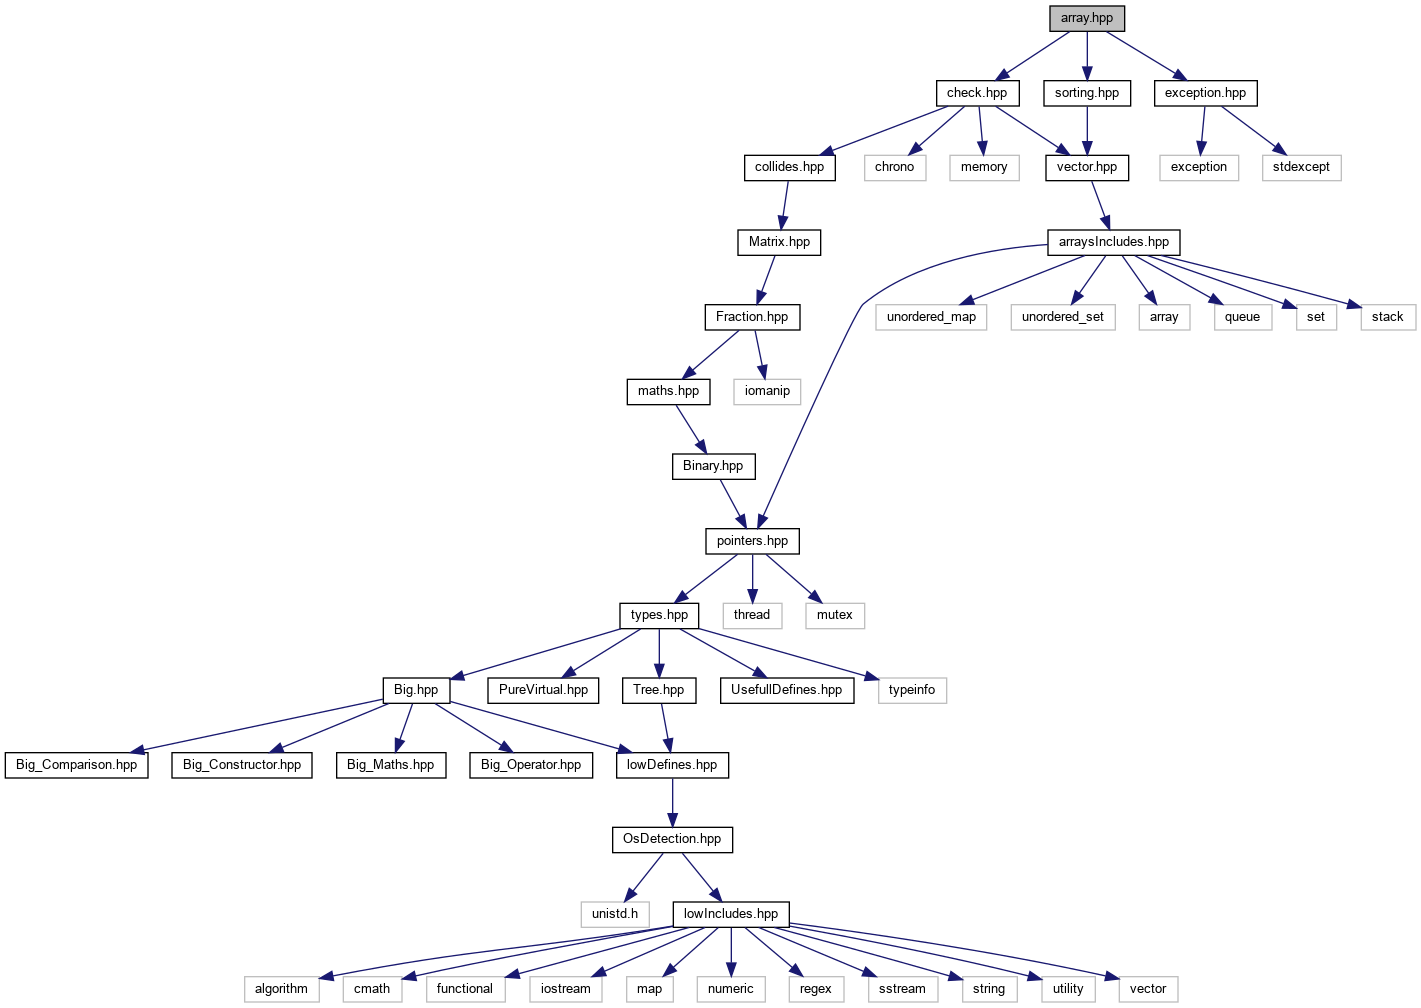 array.hpp
check.hpp
sorting.hpp
exception.hpp
collides.hpp
chrono
memory
vector.hpp
exception
stdexcept
Matrix.hpp
arraysIncludes.hpp
Fraction.hpp
unordered_map
unordered_set
array
queue
set
stack
maths.hpp
iomanip
Binary.hpp
pointers.hpp
types.hpp
thread
mutex
Big.hpp
PureVirtual.hpp
Tree.hpp
UsefullDefines.hpp
typeinfo
Big_Comparison.hpp
Big_Constructor.hpp
Big_Maths.hpp
Big_Operator.hpp
lowDefines.hpp
OsDetection.hpp
unistd.h
lowIncludes.hpp
algorithm
cmath
functional
iostream
map
numeric
regex
sstream
string
utility
vector